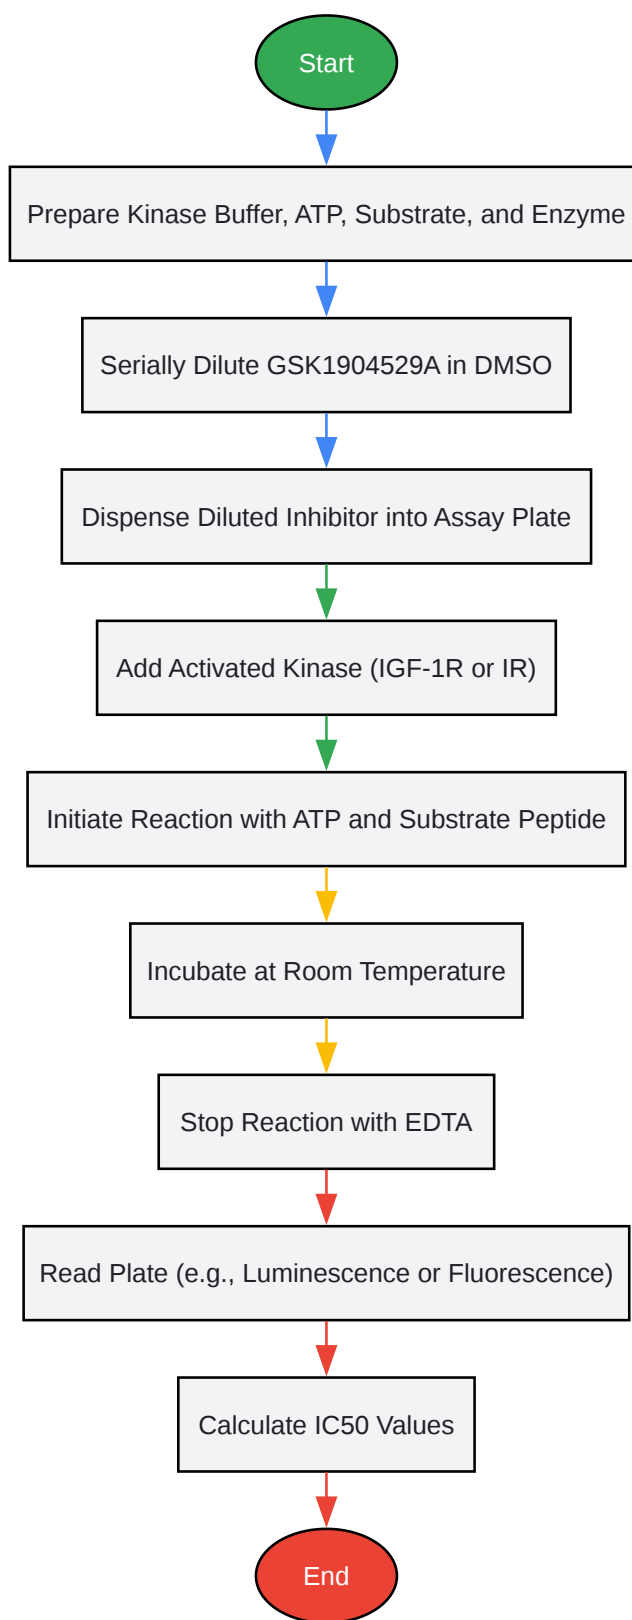 Start
Prepare Kinase Buffer, ATP, Substrate, and Enzyme
Serially Dilute GSK1904529A in DMSO
Dispense Diluted Inhibitor into Assay Plate
Add Activated Kinase (IGF-1R or IR)
Initiate Reaction with ATP and Substrate Peptide
Incubate at Room Temperature
Stop Reaction with EDTA
Read Plate (e.g., Luminescence or Fluorescence)
Calculate IC50 Values
End